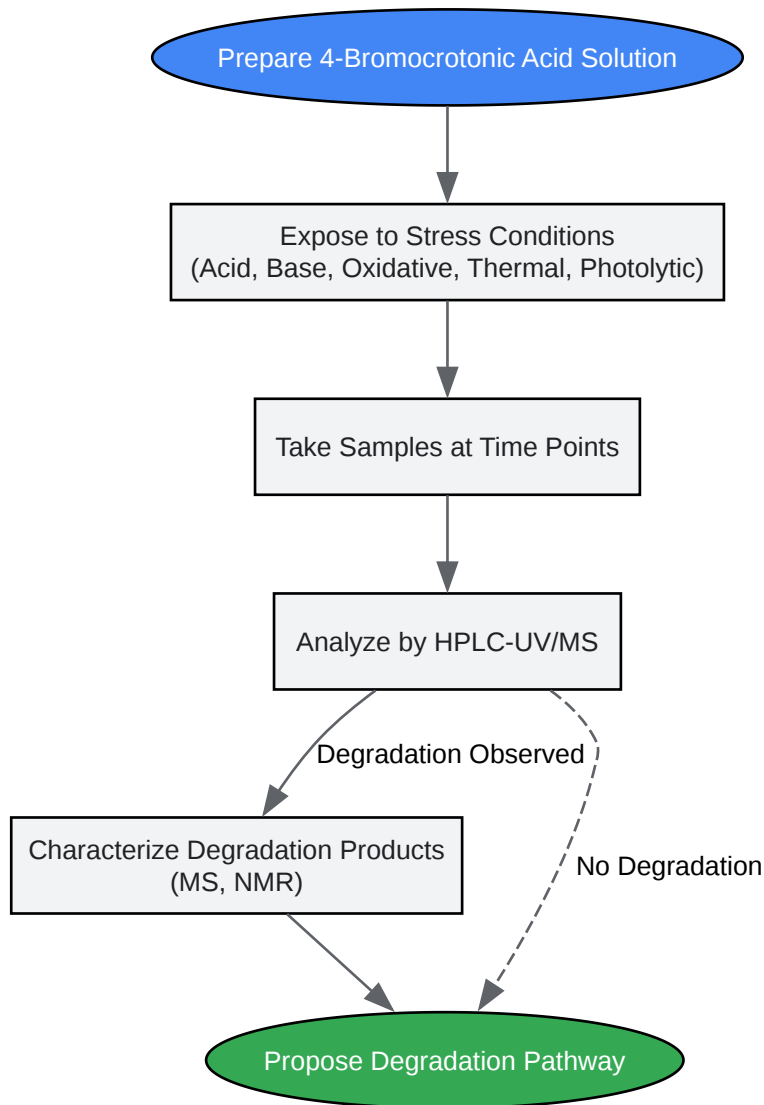 Prepare 4-Bromocrotonic Acid Solution
Expose to Stress Conditions
(Acid, Base, Oxidative, Thermal, Photolytic)
Take Samples at Time Points
Analyze by HPLC-UV/MS
Degradation Observed
Characterize Degradation Products
(MS, NMR)
No Degradation
Propose Degradation Pathway